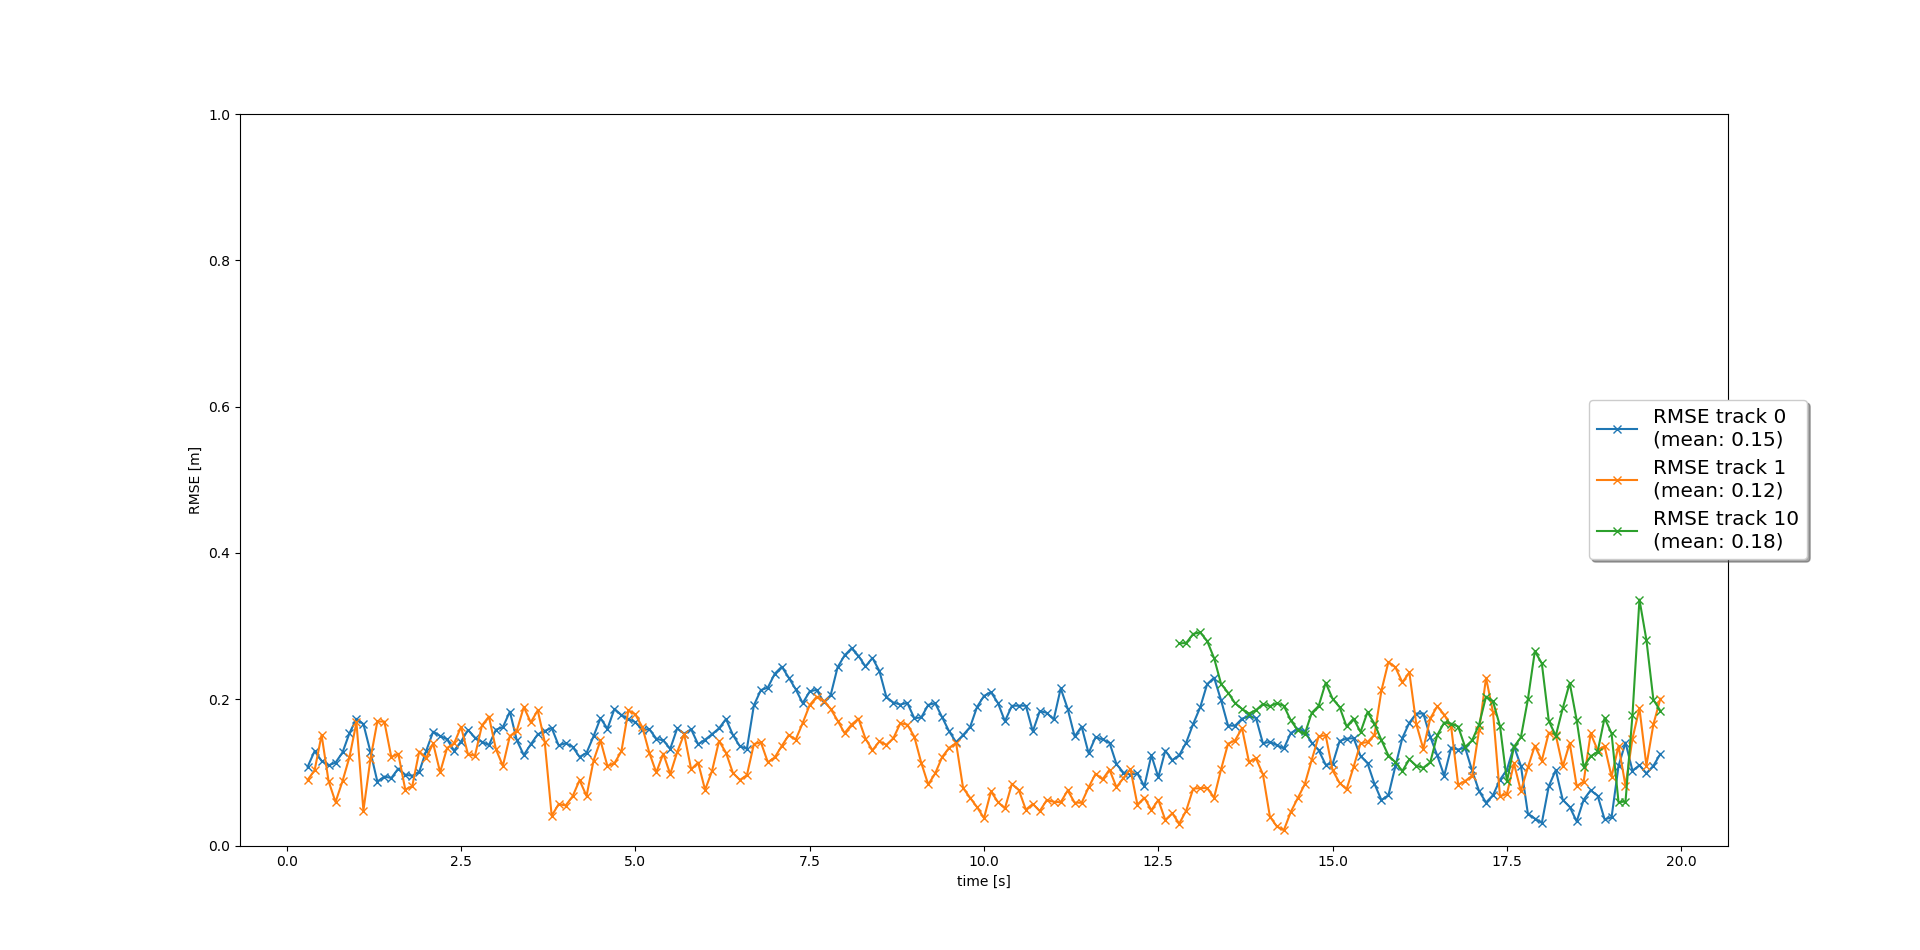 1.0
0.8
0.6
0.4
0.2
0.0
RMSE [m]
0.0 2.5 5.0 7.5 10.0 12.5 15.0 17.5 20.0
time [s]
RMSE track 0
(mean: 0.15)
RMSE track 1
(mean: 0.12)
RMSE track 10
(mean: 0.18)